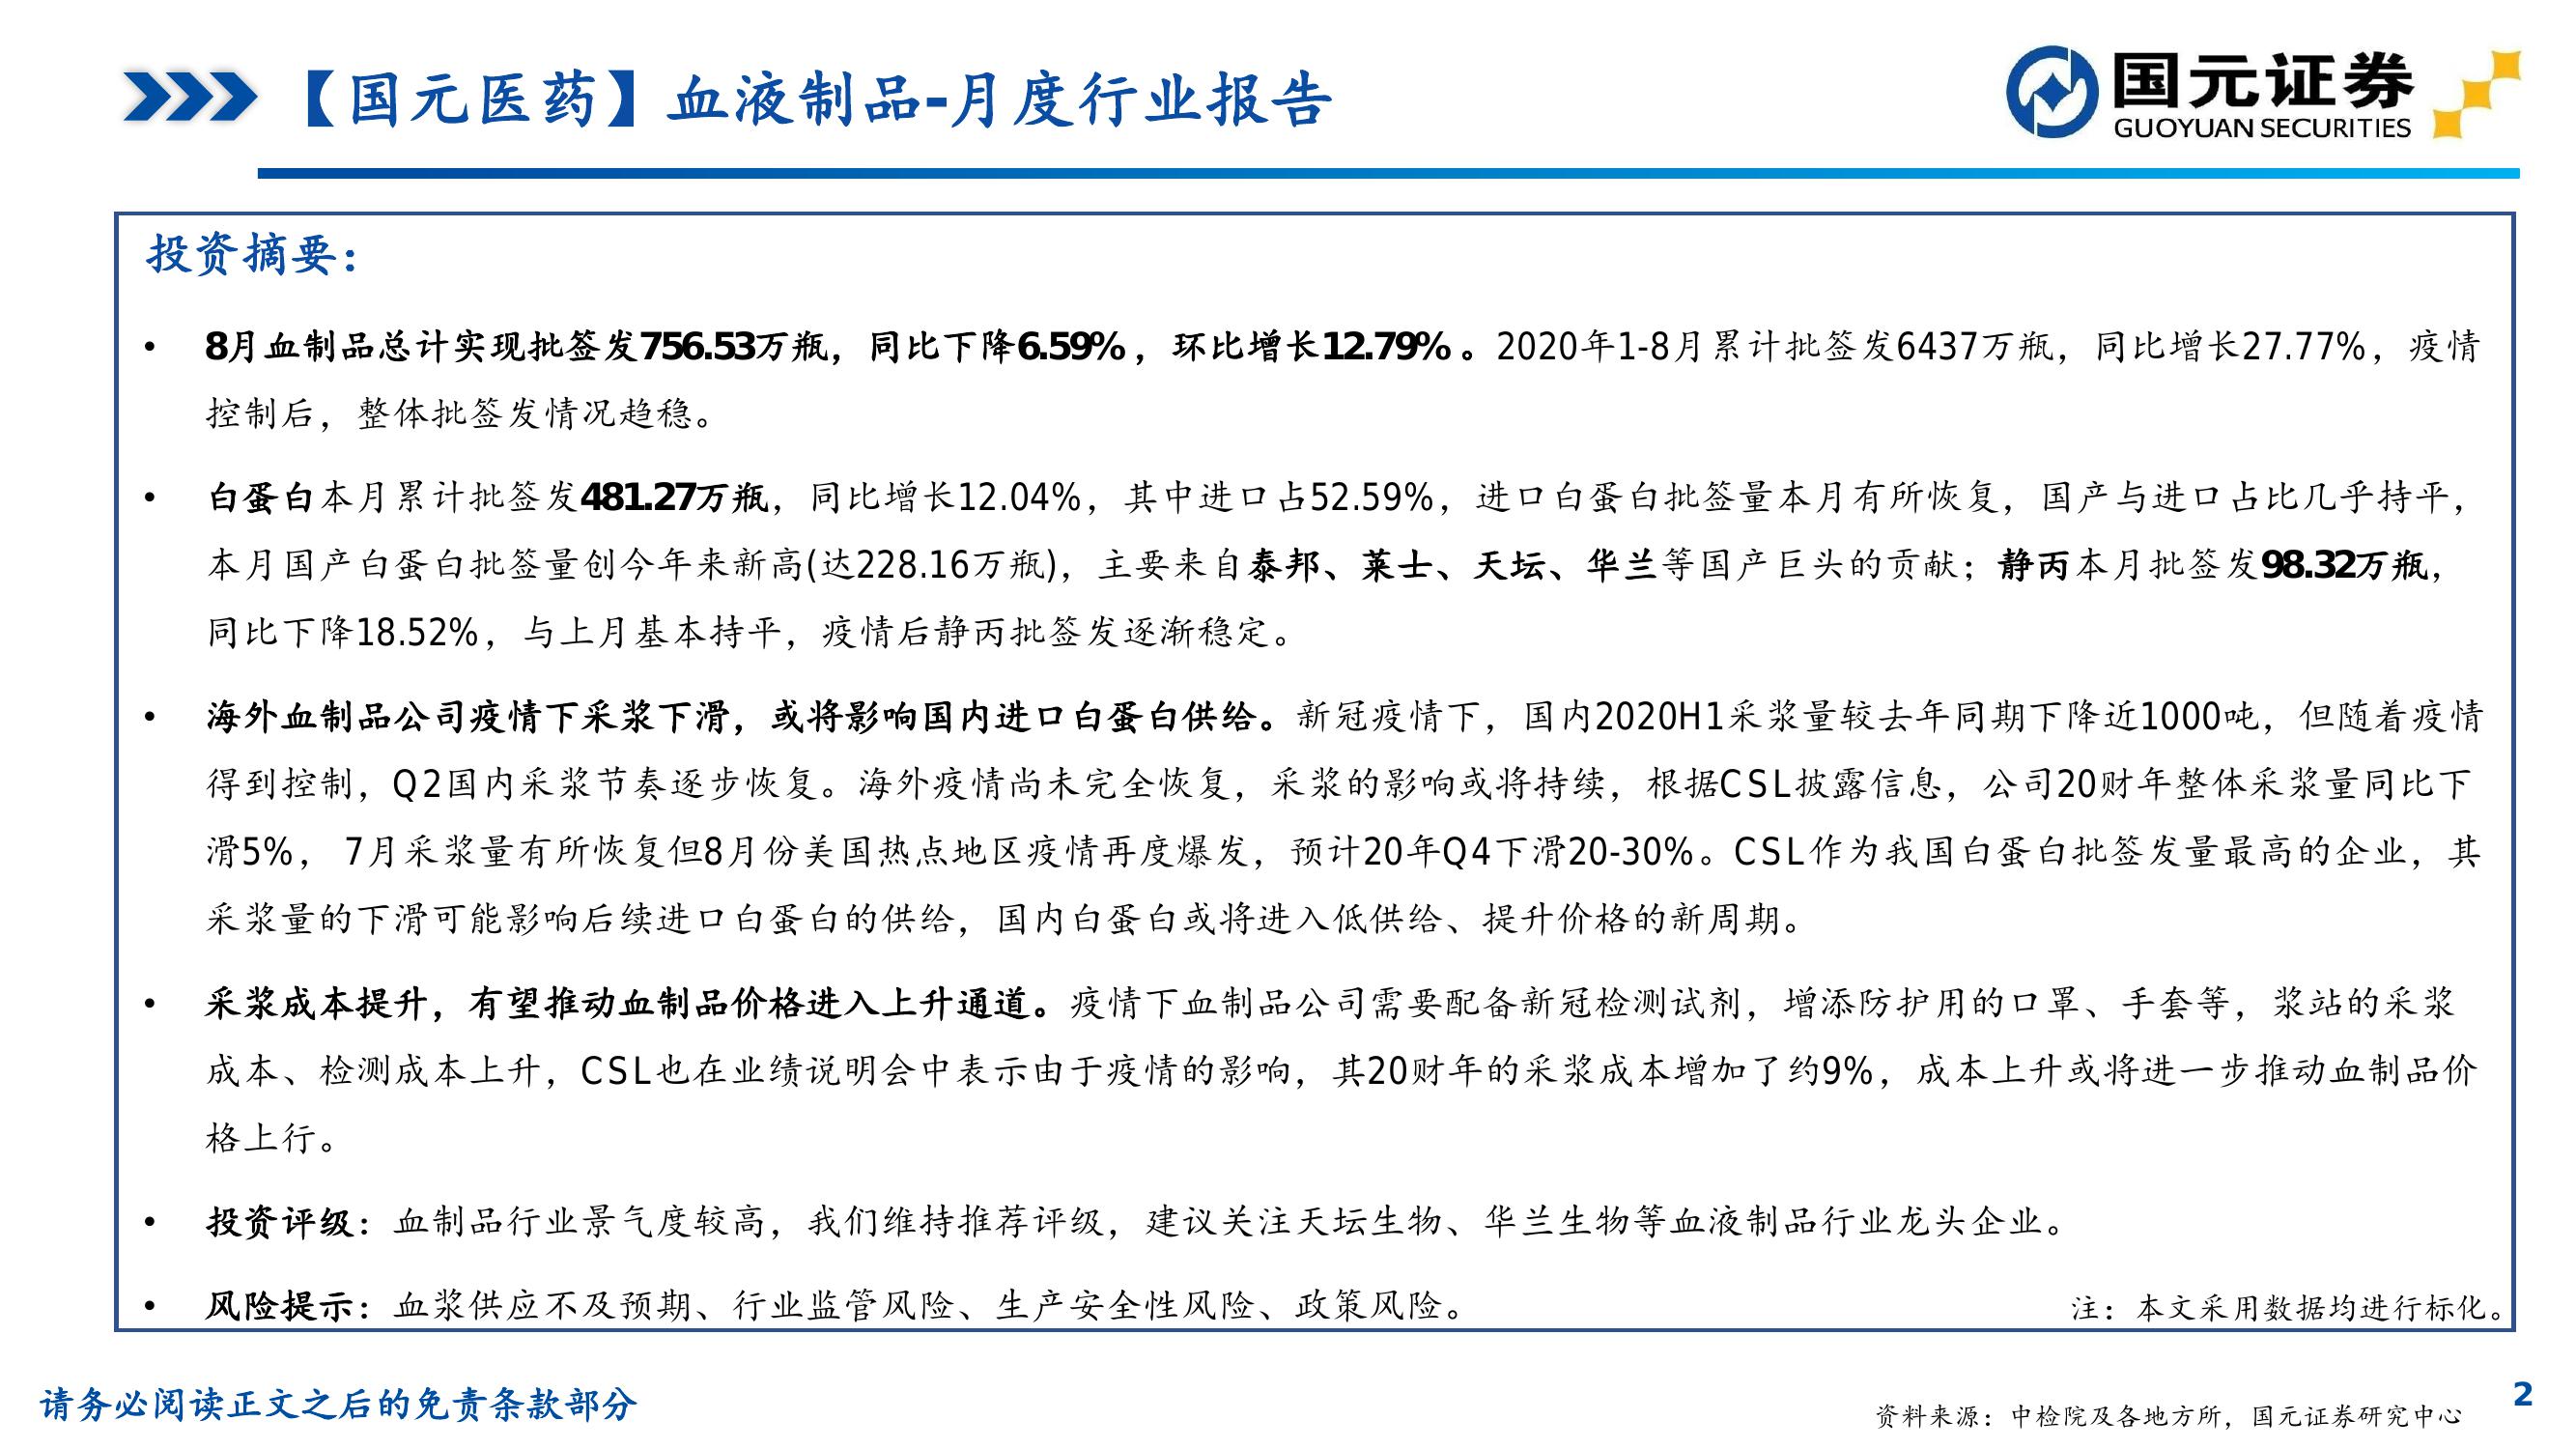 【国元医药】血液制品-月度行业报告
国元证券
GUOYUAN SECURITIES
投资摘要：
• 8月血制品总计实现批签发756.53万瓶，同比下降6.59%，环比增长12.79%。2020年1-8月累计批签发6437万瓶，同比增长27.77%，疫情
控制后，整体批签发情况趋稳。
• 白蛋白本月累计批签发481.27万瓶，同比增长12.04%，其中进口占52.59%，进口白蛋白批签量本月有所恢复，国产与进口占比几乎持平，
本月国产白蛋白批签量创今年来新高(达228.16万瓶)，主要来自泰邦、莱士、天坛、华兰等国产巨头的贡献；静丙本月批签发98.32万瓶，
同比下降18.52%，与上月基本持平，疫情后静丙批签发逐渐稳定。
• 海外血制品公司疫情下采浆下滑，或将影响国内进口白蛋白供给。新冠疫情下，国内2020H1采浆量较去年同期下降近1000吨，但随着疫情
得到控制，Q2国内采浆节奏逐步恢复。海外疫情尚未完全恢复，采浆的影响或将持续，根据CSL披露信息，公司20财年整体采浆量同比下
滑5%， 7月采浆量有所恢复但8月份美国热点地区疫情再度爆发，预计20年Q4下滑20-30%。CSL作为我国白蛋白批签发量最高的企业，其
采浆量的下滑可能影响后续进口白蛋白的供给，国内白蛋白或将进入低供给、提升价格的新周期。
• 采浆成本提升，有望推动血制品价格进入上升通道。疫情下血制品公司需要配备新冠检测试剂，增添防护用的口罩、手套等，浆站的采浆
成本、检测成本上升，CSL也在业绩说明会中表示由于疫情的影响，其20财年的采浆成本增加了约9%，成本上升或将进一步推动血制品价
格上行。
• 投资评级：血制品行业景气度较高，我们维持推荐评级，建议关注天坛生物、华兰生物等血液制品行业龙头企业。
• 风险提示：血浆供应不及预期、行业监管风险、生产安全性风险、政策风险。
注：本文采用数据均进行标化。
请务必阅读正文之后的免责条款部分
资料来源：中检院及各地方所，国元证券研究中心
2